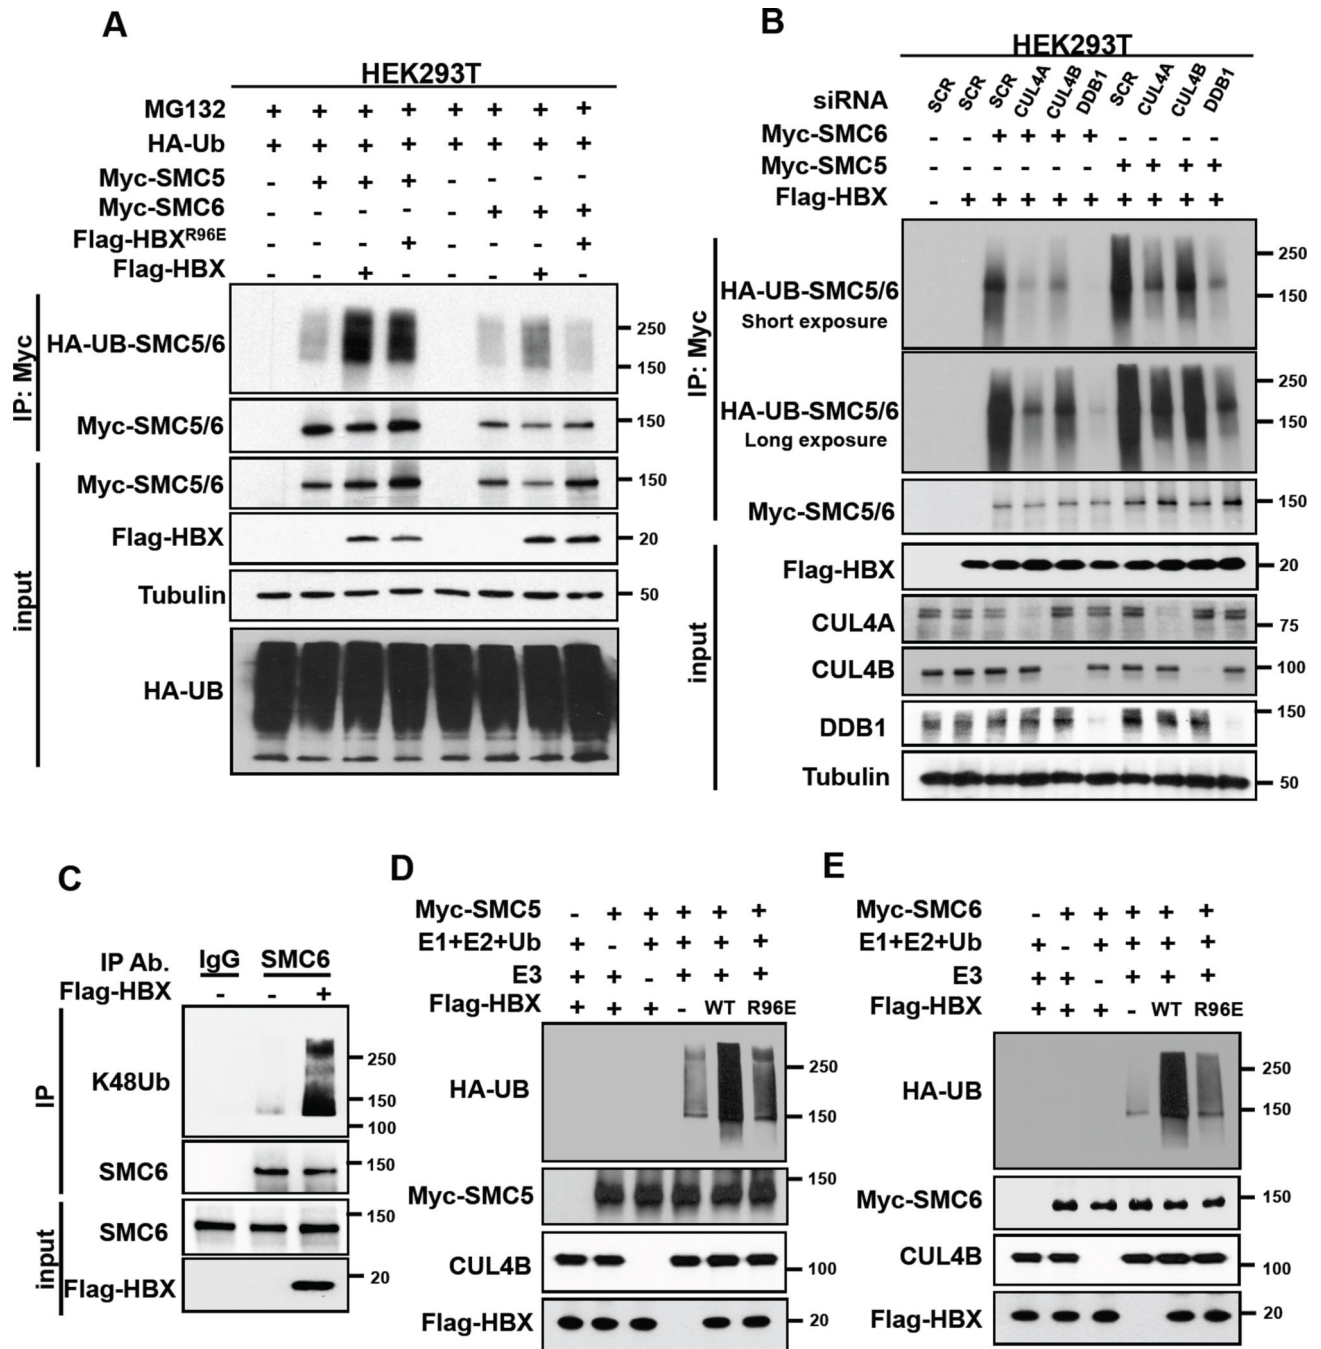 A
HEK293T
MG132 + + + + + + + +
HA-Ub + + + + + + + +
Myc-SMC5 - + + + - - - -
Myc-SMC6 - - - - - + + +
Flag-HBXR96E - - - + - - - +
Flag-HBX - - + - - - + -
IP: Myc
HA-UB-SMC5/6
250
150
Myc-SMC5/6
150
input
Myc-SMC5/6
150
Flag-HBX
20
Tubulin
50
HA-UB
B
HEK293T
siRNA SCR SCR SCR CUL4A CUL4B DDB1 SCR CUL4A CUL4B DDB1
Myc-SMC6 - - + + + + - - - -
Myc-SMC5 - - - - - - + + + +
Flag-HBX - + + + + + + + + +
IP: Myc
HA-UB-SMC5/6
Short exposure
250
150
HA-UB-SMC5/6
Long exposure
250
150
Myc-SMC5/6
150
input
Flag-HBX
20
CUL4A
75
CUL4B
100
DDB1
150
Tubulin
50
C
IP Ab. IgG SMC6
Flag-HBX - - +
IP
K48Ub
250
150
100
SMC6
150
input
SMC6
150
Flag-HBX
20
D
Myc-SMC5 - + + + + +
E1+E2+Ub + - + + + +
E3 + + - + + +
Flag-HBX + + + - WT R96E
HA-UB
250
150
Myc-SMC5
150
CUL4B
100
Flag-HBX
20
E
Myc-SMC6 - + + + + +
E1+E2+Ub + - + + + +
E3 + + - + + +
Flag-HBX + + + - WT R96E
HA-UB
250
150
Myc-SMC6
150
CUL4B
100
Flag-HBX
20